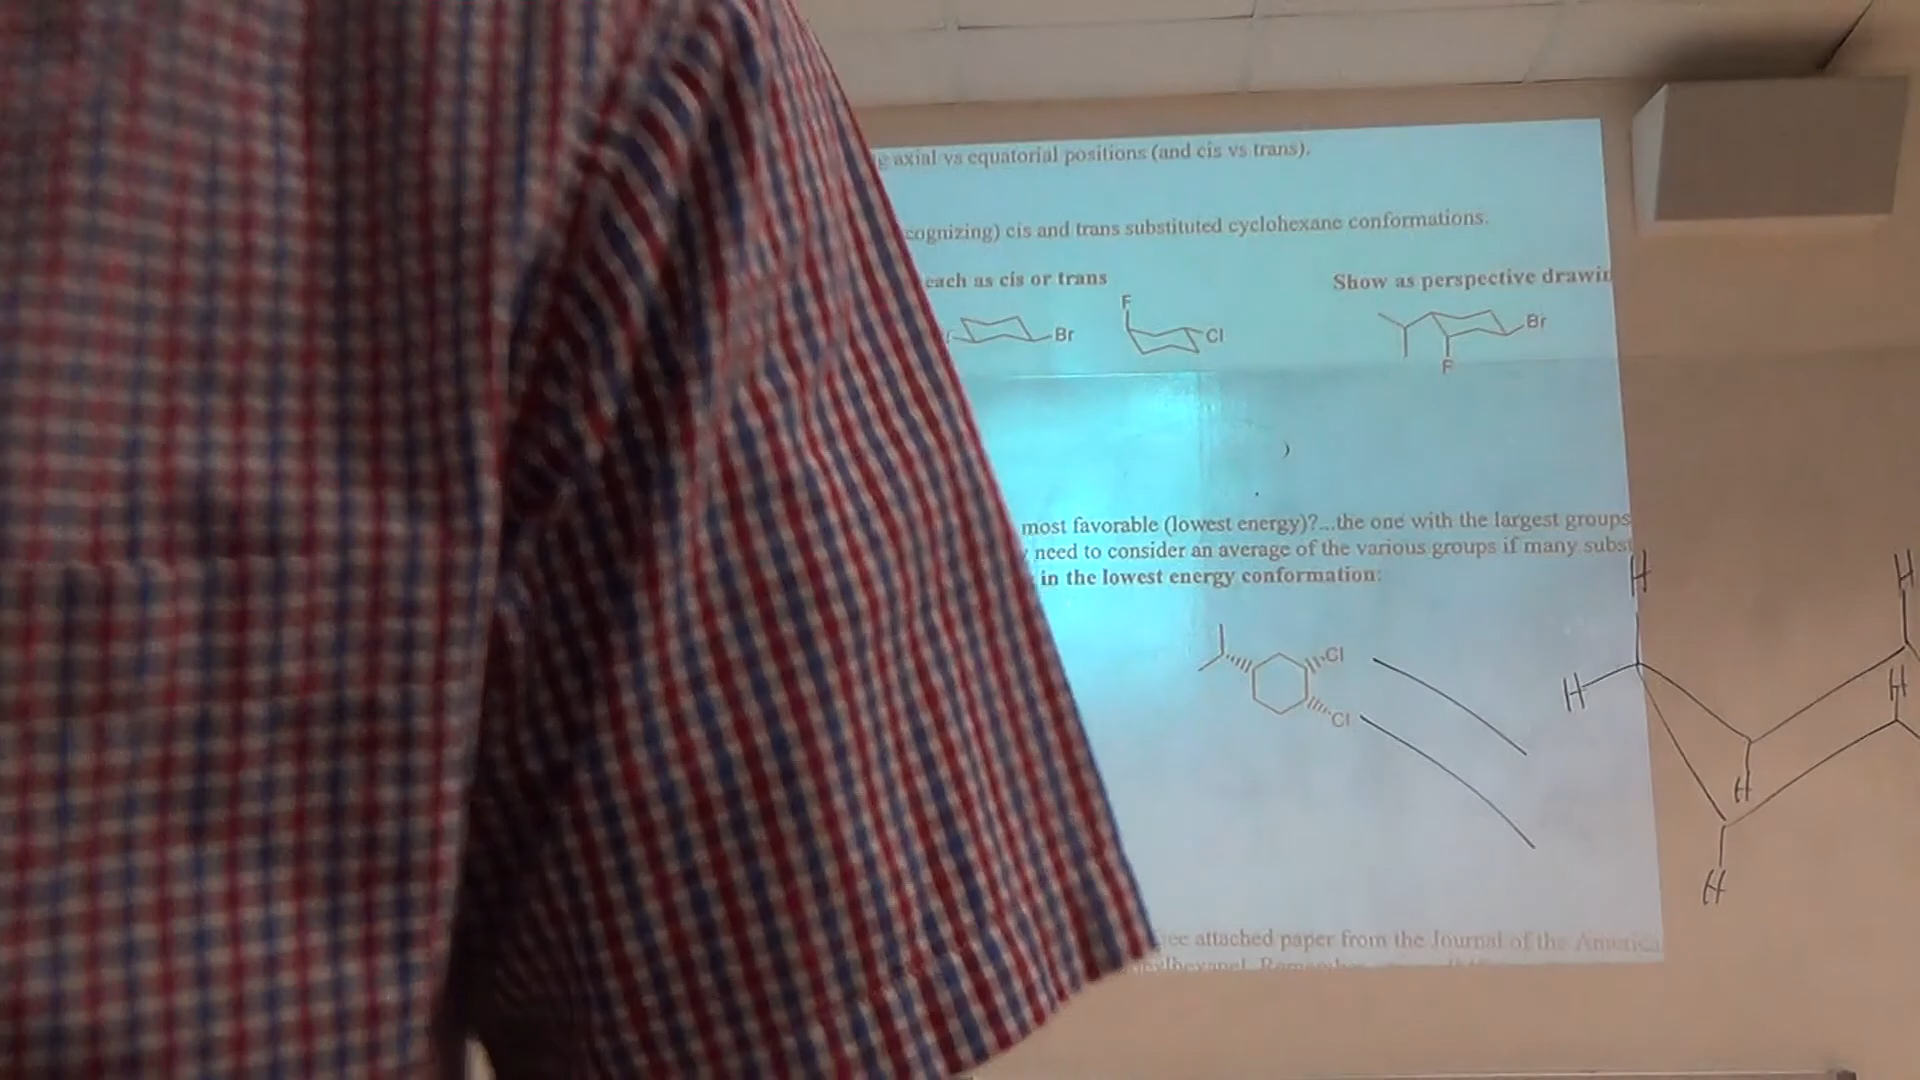 axial vs equatorial positions (and cis vs trans).
cognizing) cis and trans substituted cyclohexane conformations.
each as cis or trans
Show as perspective drawin
F
Br
Cl
Br
F
most favorable (lowest energy)?...the one with the largest groups
need to consider an average of the various groups if many subst
in the lowest energy conformation:
H
H
Cl
H
H
Cl
H
H
ee attached paper from the Journal of the America